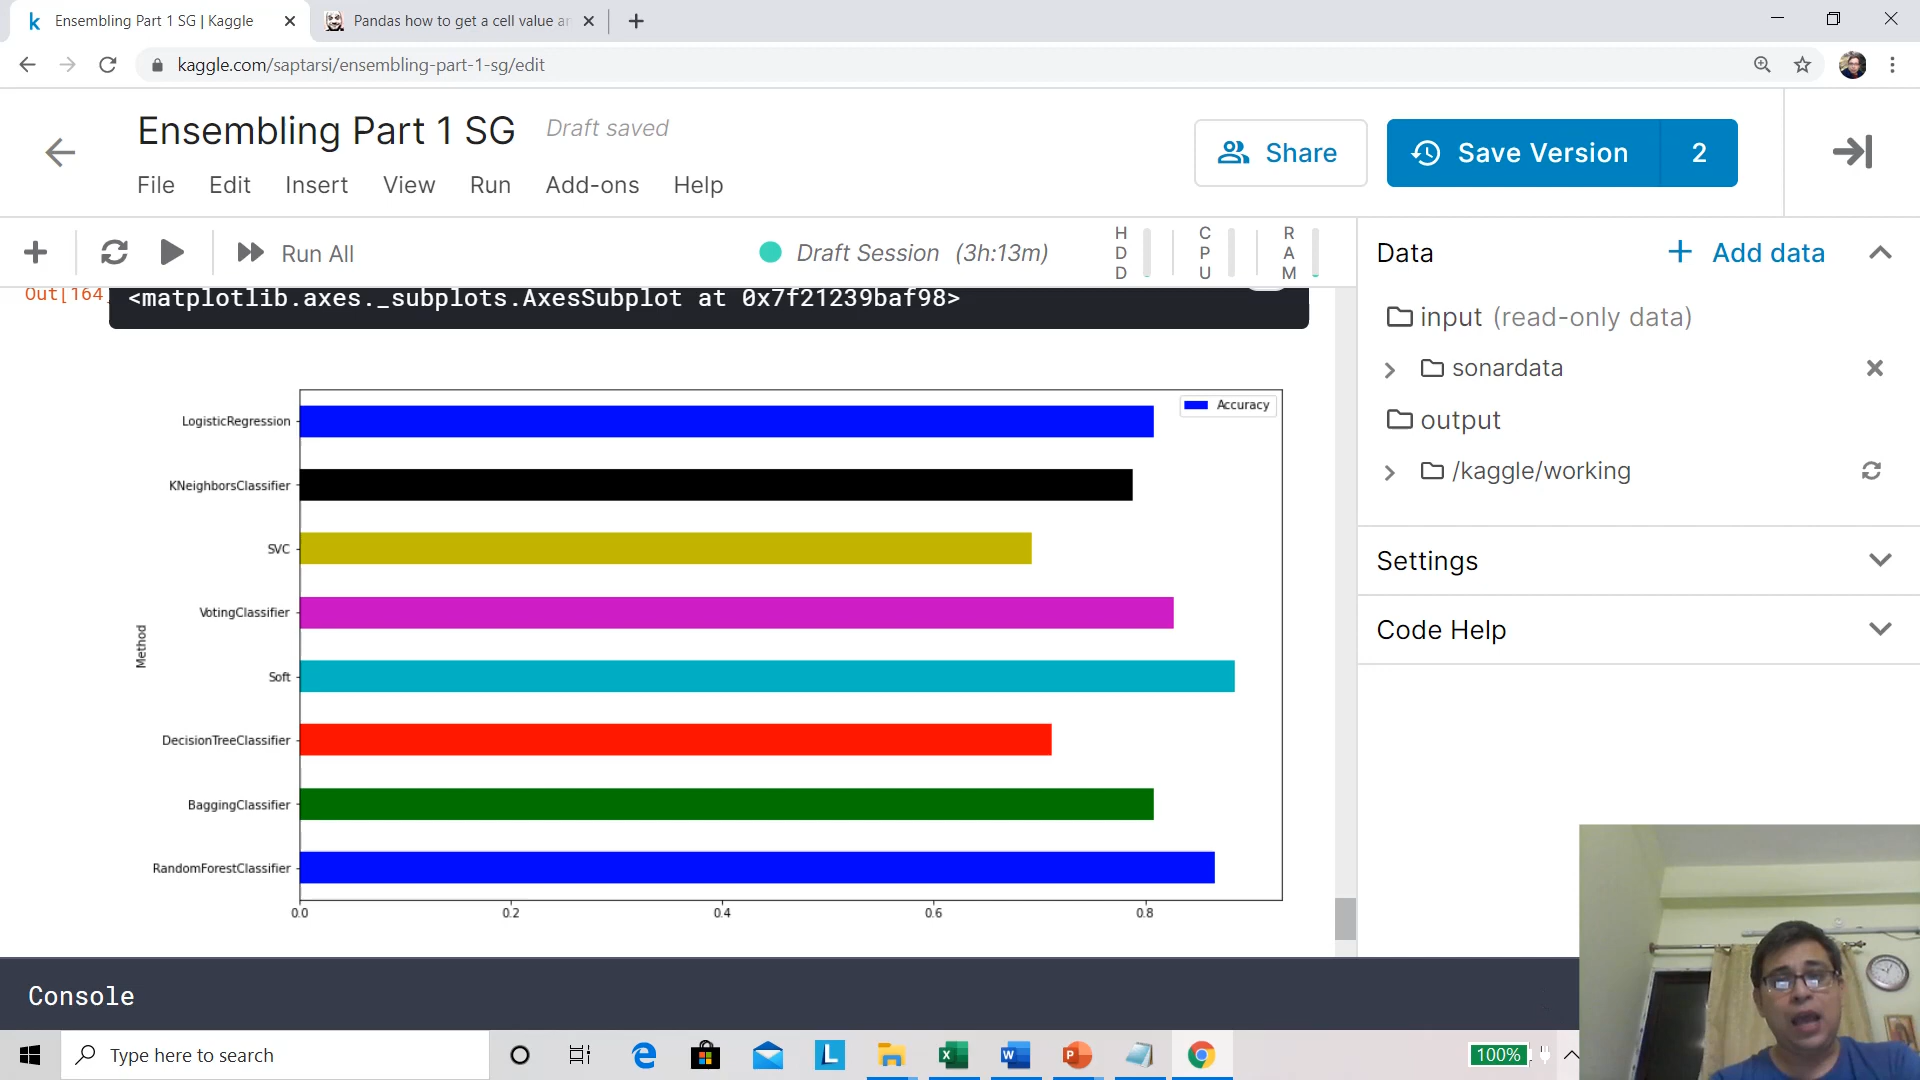 Ensembling Part 1 SG | Kaggle
Pandas how to get a cell value an
kaggle.com/saptarsi/ensembling-part-1-sg/edit
Ensembling Part 1 SG
Draft saved
File Edit Insert View Run Add-ons Help
Share
Save Version 2
Run All
Draft Session (3h:13m)
HDD
CPU
RAM
Data
Add data
input (read-only data)
sonardata
output
/kaggle/working
Settings
Code Help
Out[164]
<matplotlib.axes._subplots.AxesSubplot at 0x7f21239baf98>
Accuracy
LogisticRegression
KNeighborsClassifier
SVC
VotingClassifier
Soft
DecisionTreeClassifier
BaggingClassifier
RandomForestClassifier
Method
0.0 0.2 0.4 0.6 0.8
Console
Type here to search
100%